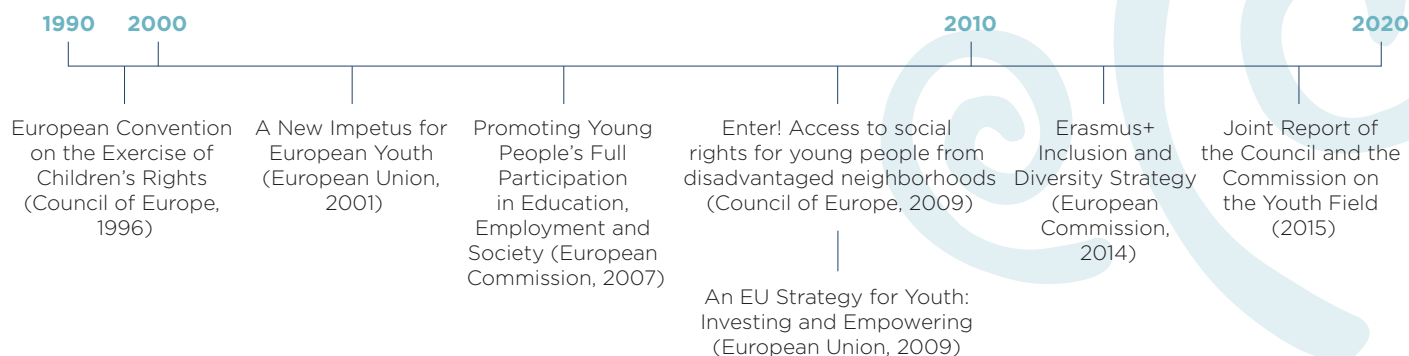 1990
2000
2010
2020
European Convention
on the Exercise of
Children's Rights
(Council of Europe,
1996)
A New Impetus for
European Youth
(European Union,
2001)
Promoting Young
People's Full
Participation
in Education,
Employment and
Society (European
Commission, 2007)
Enter! Access to social
rights for young people from
disadvantaged neighborhoods
(Council of Europe, 2009)
An EU Strategy for Youth:
Investing and Empowering
(European Union, 2009)
Erasmus+
Inclusion and
Diversity Strategy
(European
Commission,
2014)
Joint Report of
the Council and the
Commission on
the Youth Field
(2015)